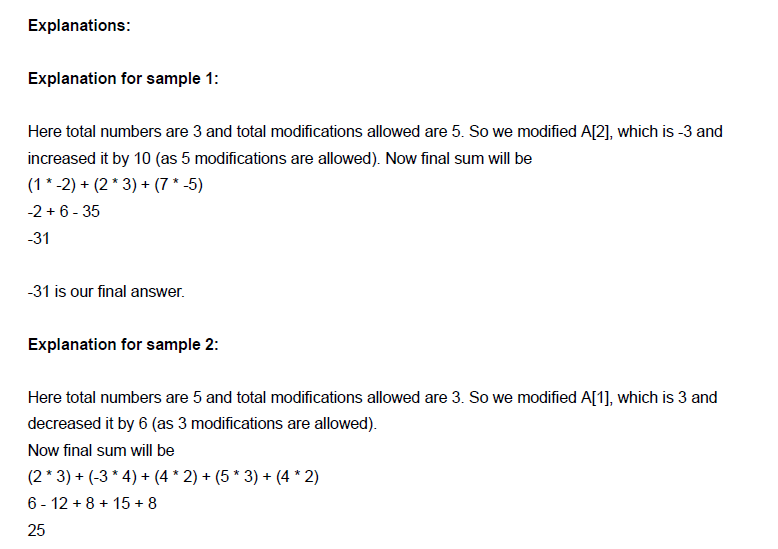 Explanations:
Explanation for sample 1:
Here total numbers are 3 and total modifications allowed are 5. So we modified A[2], which is -3 and
increased it by 10 (as 5 modifications are allowed). Now final sum will be
(1 * -2) + (2 * 3) + (7 * -5)
-2 + 6 - 35
-31
-31 is our final answer.
Explanation for sample 2:
Here total numbers are 5 and total modifications allowed are 3. So we modified A[1], which is 3 and
decreased it by 6 (as 3 modifications are allowed).
Now final sum will be
(2 * 3) + (-3 * 4) + (4 * 2) + (5 * 3) + (4 * 2)
6 - 12 + 8 + 15 + 8
25